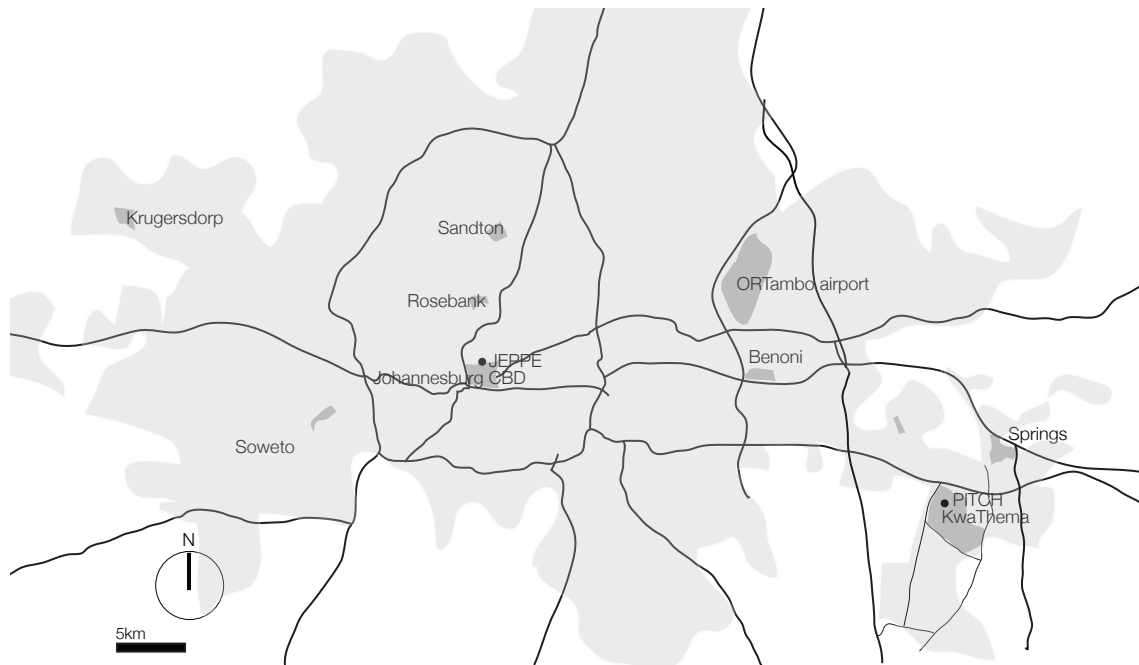 Krugersdorp
Sandton
ORTambo airport
Rosebank
JEPPE
Benoni
Johannesburg CBD
Soweto
Springs
PITCH
KwaThema
N
5km